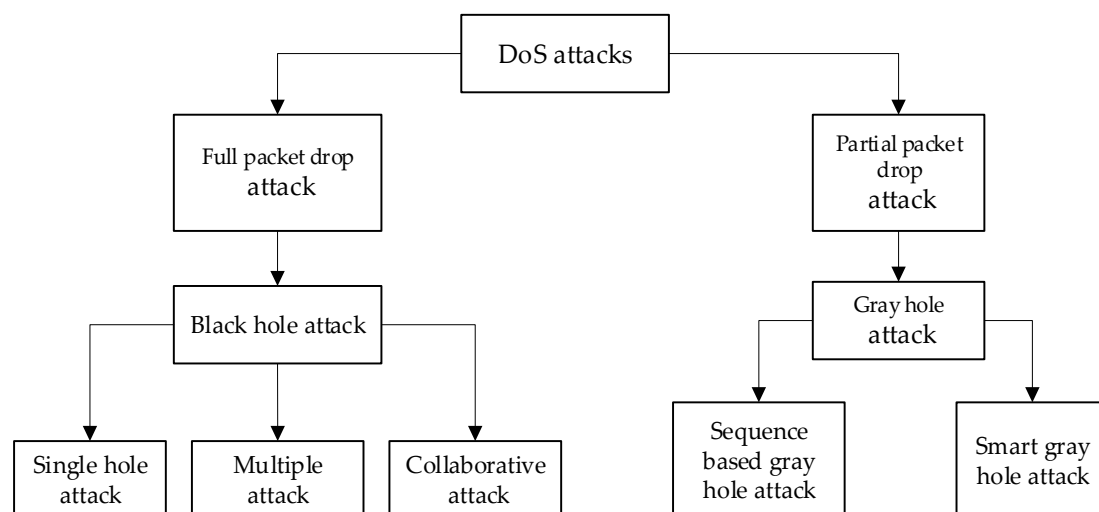 DoS attacks
Full packet drop
attack
Partial packet
drop
attack
Black hole attack
Gray hole
attack
Single hole
attack
Multiple
attack
Collaborative
attack
Sequence
based gray
hole attack
Smart gray
hole attack